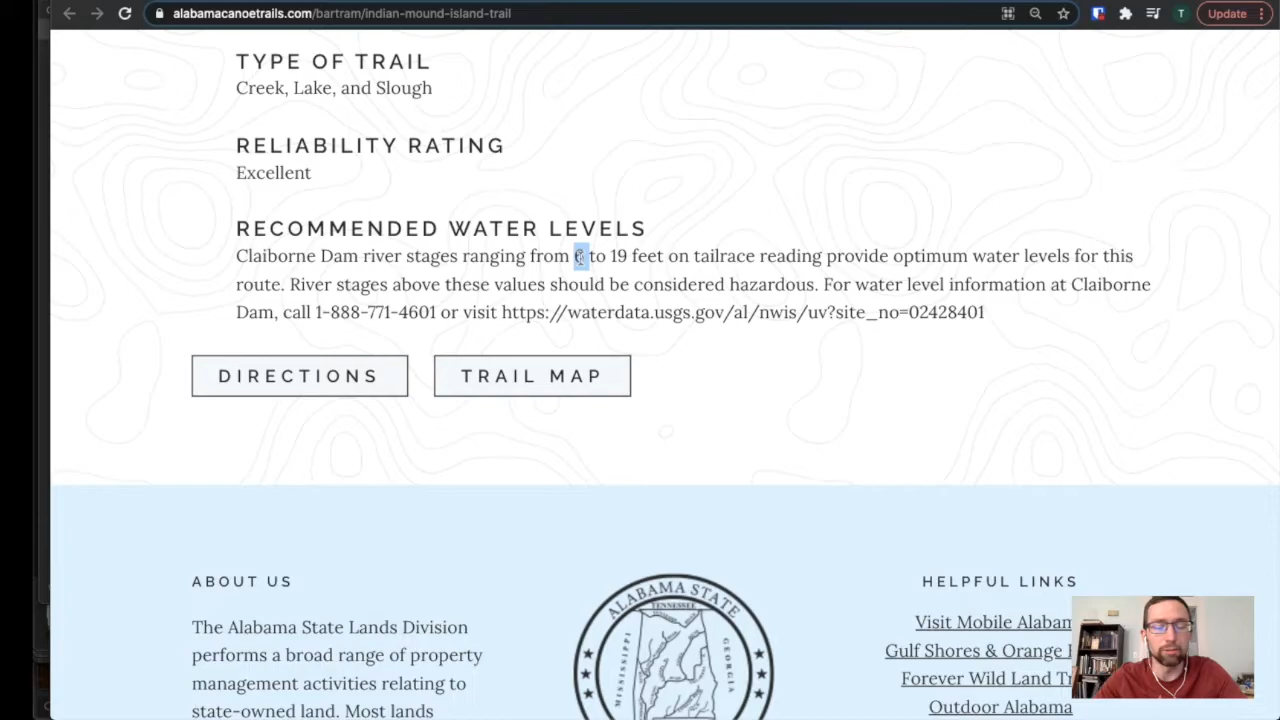 alabamacanoetrails.com/bartram/indian-mound-island-trail
T
Update
TYPE OF TRAIL
Creek, Lake, and Slough
RELIABILITY RATING
Excellent
RECOMMENDED WATER LEVELS
Claiborne Dam river stages ranging from 6 to 19 feet on tailrace reading provide optimum water levels for this
route. River stages above these values should be considered hazardous. For water level information at Claiborne
Dam, call 1-888-771-4601 or visit https://waterdata.usgs.gov/al/nwis/uv?site_no=02428401
DIRECTIONS TRAIL MAP
ABOUT US
The Alabama State Lands Division
performs a broad range of property
management activities relating to
state-owned land. Most lands
ALABAMA STATE
TENNESSEE
MISSISSIPPI
GEORGIA
HELPFUL LINKS
Visit Mobile Alabam
Gulf Shores & Orange
Forever Wild Land
Outdoor Alabama